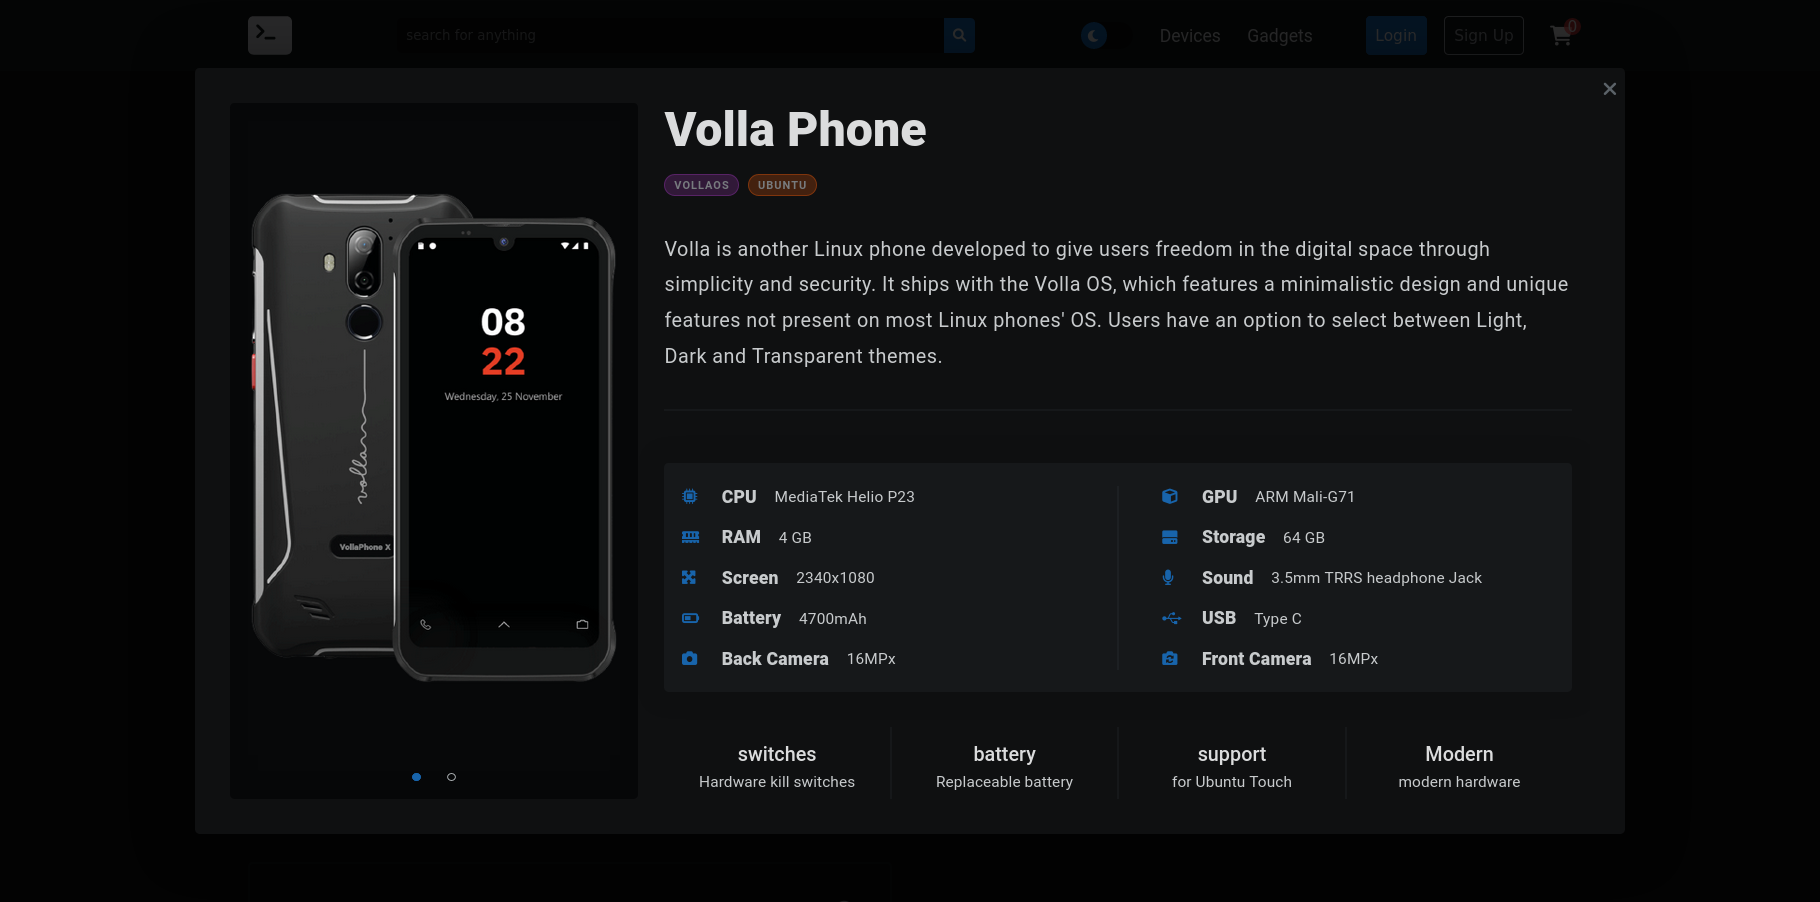 >_
search for anything
Devices
Gadgets
Login
Sign Up
0
Volla Phone
VOLLAOS
UBUNTU
Volla is another Linux phone developed to give users freedom in the digital space through
simplicity and security. It ships with the Volla OS, which features a minimalistic design and unique
features not present on most Linux phones' OS. Users have an option to select between Light,
Dark and Transparent themes.
08
22
Wednesday, 25 November
volla
VollaPhone X
CPU MediaTek Helio P23
GPU ARM Mali-G71
RAM 4 GB
Storage 64 GB
Screen 2340x1080
Sound 3.5mm TRRS headphone Jack
Battery 4700mAh
USB Type C
Back Camera 16MPx
Front Camera 16MPx
switches
Hardware kill switches
battery
Replaceable battery
support
for Ubuntu Touch
Modern
modern hardware